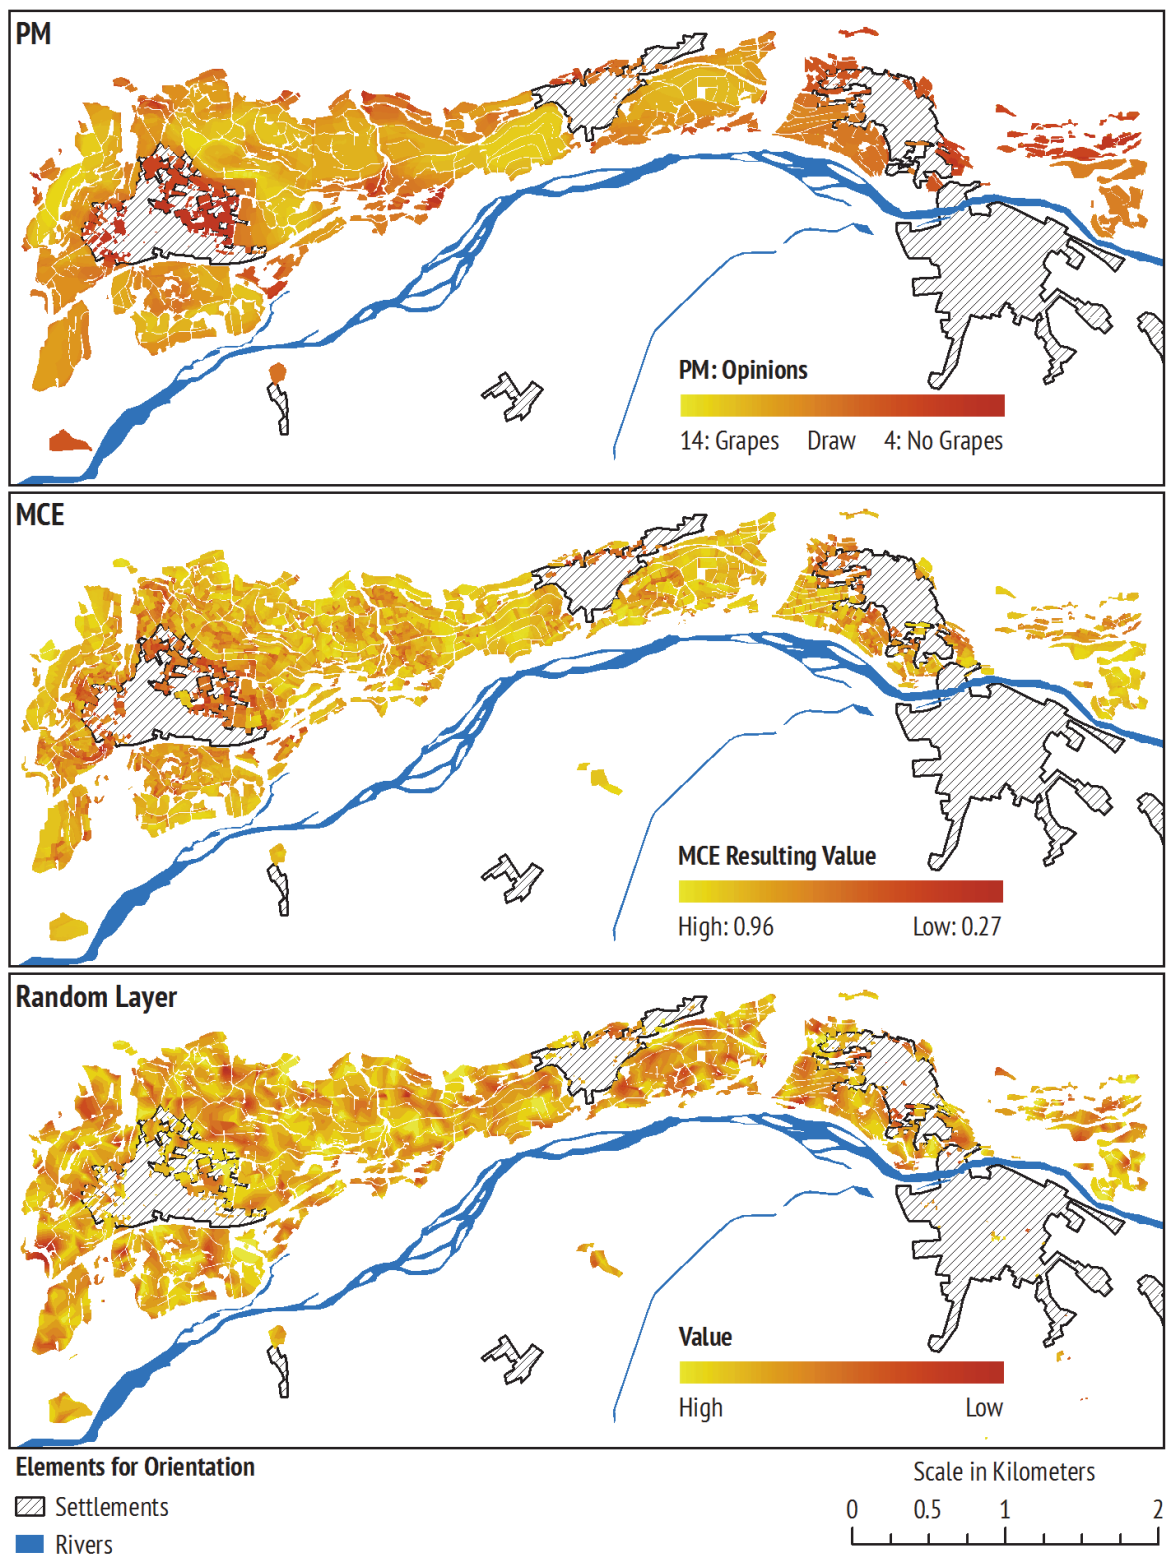 PM
PM: Opinions
14: Grapes Draw 4: No Grapes
MCE
MCE Resulting Value
High: 0.96 Low: 0.27
Random Layer
Value
High Low
Elements for Orientation
Settlements
Rivers
Scale in Kilometers
0 0.5 1 2